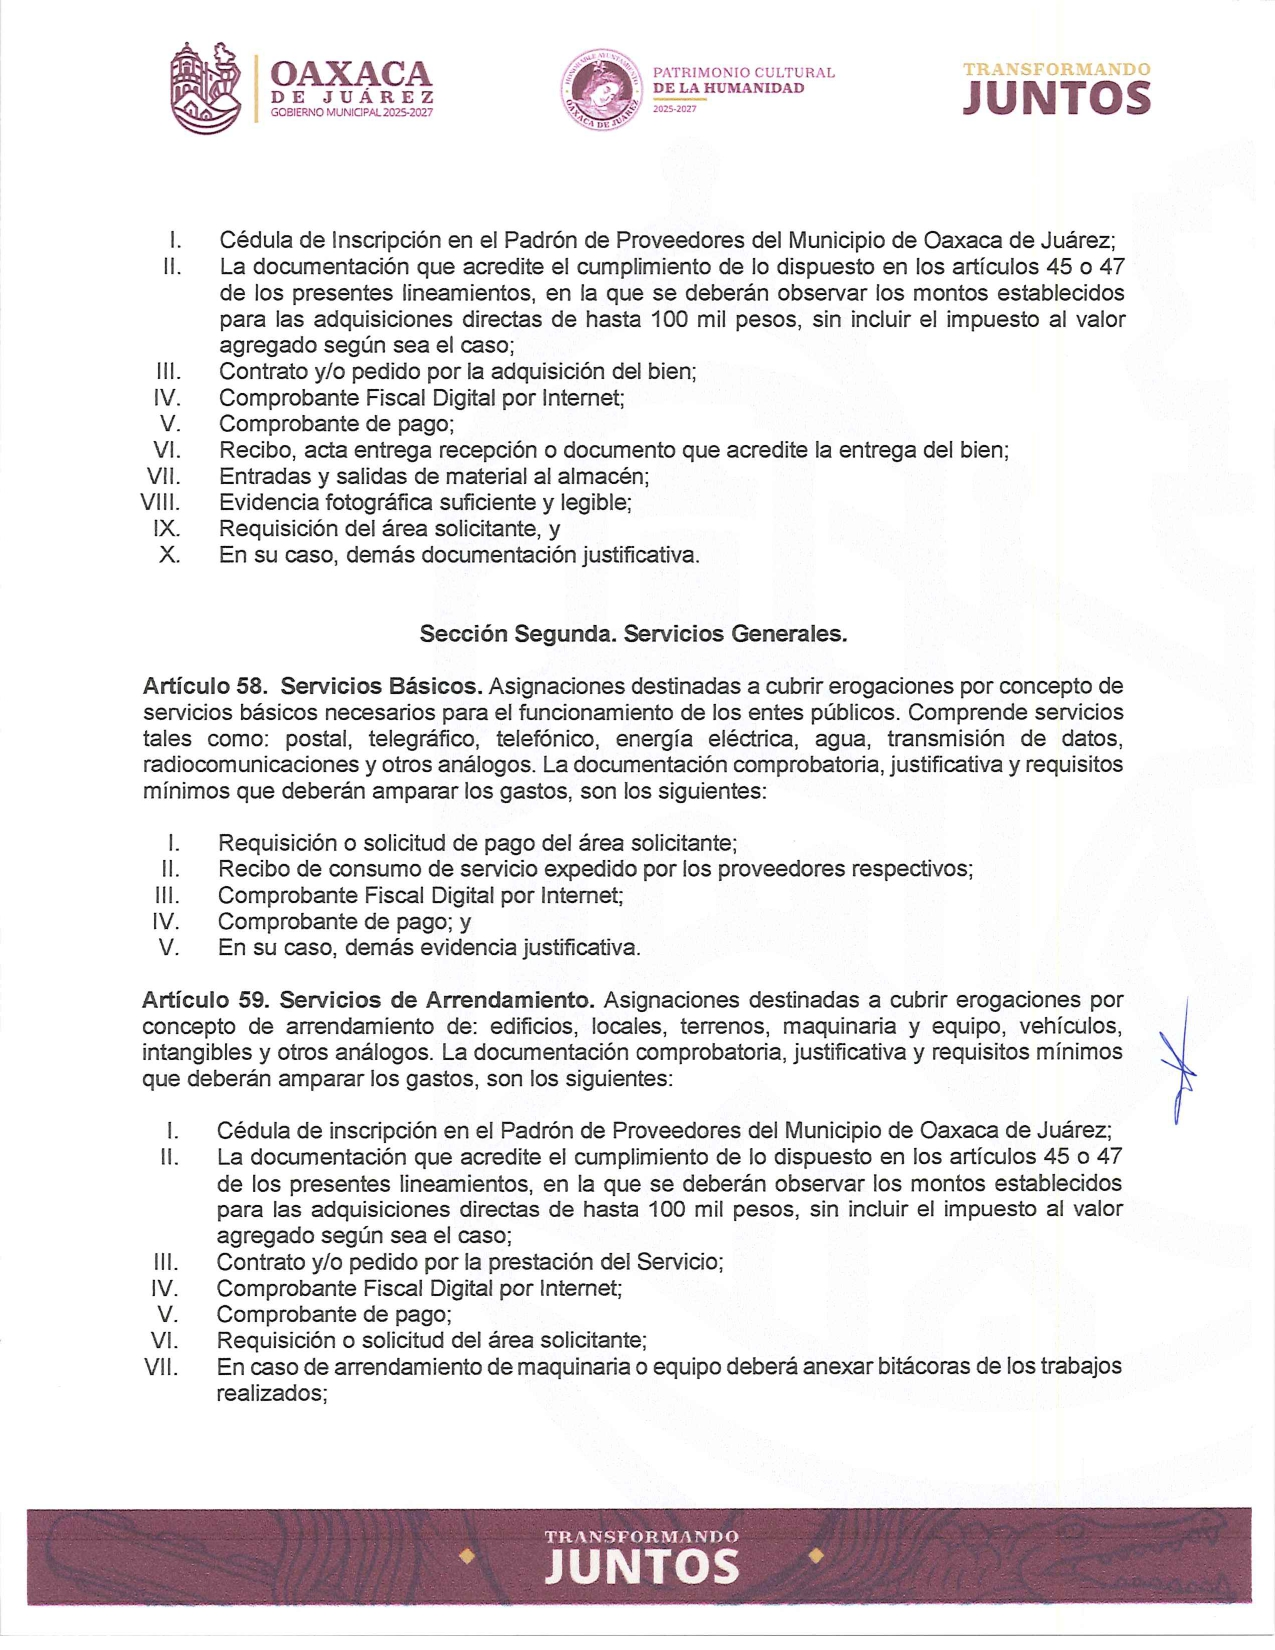 OAXACA
DE JUÁREZ
GOBIERNO MUNICIPAL 2025-2027
HONORABLE AYUNTAMIENTO
OAXACA DE JUÁREZ
PATRIMONIO CULTURAL
DE LA HUMANIDAD
2025-2027
TRANSFORMANDO
JUNTOS
I. Cédula de Inscripción en el Padrón de Proveedores del Municipio de Oaxaca de Juárez;
II. La documentación que acredite el cumplimiento de lo dispuesto en los artículos 45 o 47
de los presentes lineamientos, en la que se deberán observar los montos establecidos
para las adquisiciones directas de hasta 100 mil pesos, sin incluir el impuesto al valor
agregado según sea el caso;
III. Contrato y/o pedido por la adquisición del bien;
IV. Comprobante Fiscal Digital por Internet;
V. Comprobante de pago;
VI. Recibo, acta entrega recepción o documento que acredite la entrega del bien;
VII. Entradas y salidas de material al almacén;
VIII. Evidencia fotográfica suficiente y legible;
IX. Requisición del área solicitante, y
X. En su caso, demás documentación justificativa.
Sección Segunda. Servicios Generales.
Artículo 58. Servicios Básicos. Asignaciones destinadas a cubrir erogaciones por concepto de
servicios básicos necesarios para el funcionamiento de los entes públicos. Comprende servicios
tales como: postal, telegráfico, telefónico, energía eléctrica, agua, transmisión de datos,
radiocomunicaciones y otros análogos. La documentación comprobatoria, justificativa y requisitos
mínimos que deberán amparar los gastos, son los siguientes:
I. Requisición o solicitud de pago del área solicitante;
II. Recibo de consumo de servicio expedido por los proveedores respectivos;
III. Comprobante Fiscal Digital por Internet;
IV. Comprobante de pago; y
V. En su caso, demás evidencia justificativa.
Artículo 59. Servicios de Arrendamiento. Asignaciones destinadas a cubrir erogaciones por
concepto de arrendamiento de: edificios, locales, terrenos, maquinaria y equipo, vehículos,
intangibles y otros análogos. La documentación comprobatoria, justificativa y requisitos mínimos
que deberán amparar los gastos, son los siguientes:
I. Cédula de inscripción en el Padrón de Proveedores del Municipio de Oaxaca de Juárez;
II. La documentación que acredite el cumplimiento de lo dispuesto en los artículos 45 o 47
de los presentes lineamientos, en la que se deberán observar los montos establecidos
para las adquisiciones directas de hasta 100 mil pesos, sin incluir el impuesto al valor
agregado según sea el caso;
III. Contrato y/o pedido por la prestación del Servicio;
IV. Comprobante Fiscal Digital por Internet;
V. Comprobante de pago;
VI. Requisición o solicitud del área solicitante;
VII. En caso de arrendamiento de maquinaria o equipo deberá anexar bitácoras de los trabajos
realizados;
TRANSFORMANDO
JUNTOS